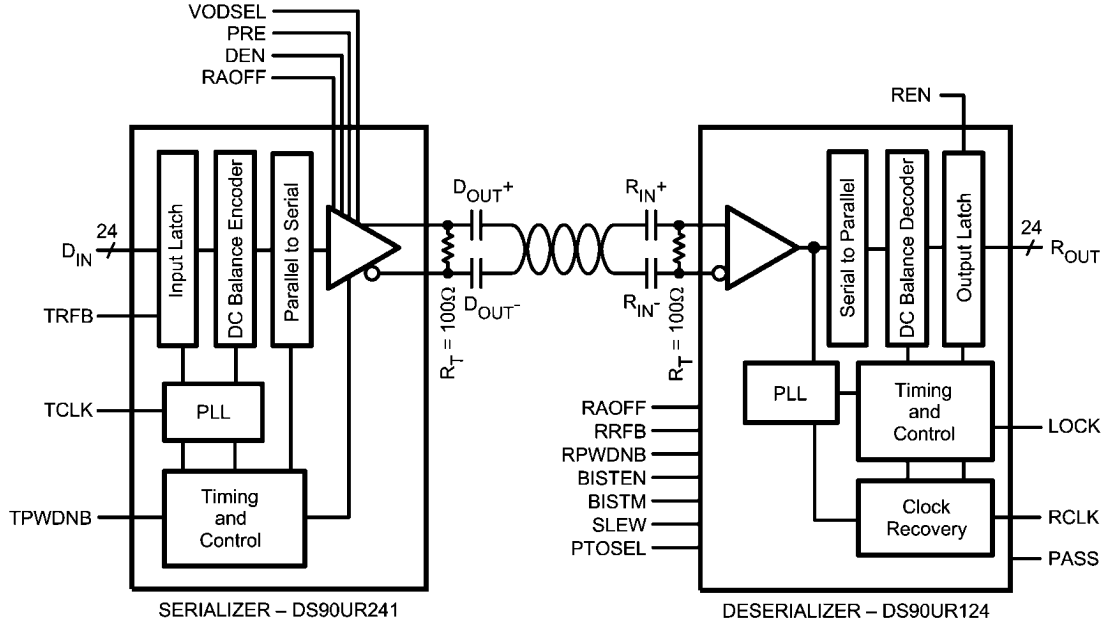 VODSEL
PRE
DEN
RAOFF
24
D_IN
TRFB
TCLK
TPWDNB
Input Latch
DC Balance Encoder
Parallel to Serial
PLL
Timing
and
Control
SERIALIZER – DS90UR241
D_OUT+
D_OUT-
R_T = 100Ω
R_IN+
R_IN-
R_T = 100Ω
REN
Serial to Parallel
DC Balance Decoder
Output Latch
24
R_OUT
PLL
Timing
and
Control
Clock
Recovery
RAOFF
RRFB
RPWDNB
BISTEN
BISTM
SLEW
PTOSEL
LOCK
RCLK
PASS
DESERIALIZER – DS90UR124